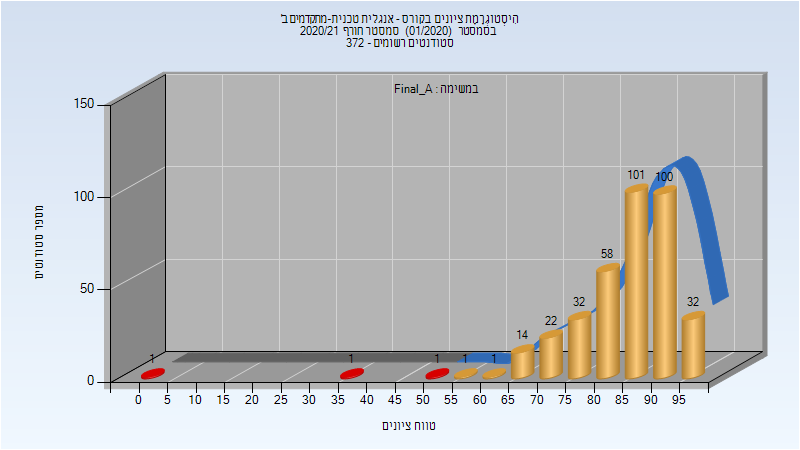 היסטוגרמת ציונים בקורס - אנגלית טכנית-מתקדמים ב'
בסמסטר (01/2020) סמסטר חורף 2020/21
סטודנטים רשומים - 372
במשימה : Final_A
150
100
50
0
מספר סטודנטים
1 1 1 1 1 14 22 32 58 101 100 32
0 5 10 15 20 25 30 35 40 45 50 55 60 65 70 75 80 85 90 95
טווח ציונים